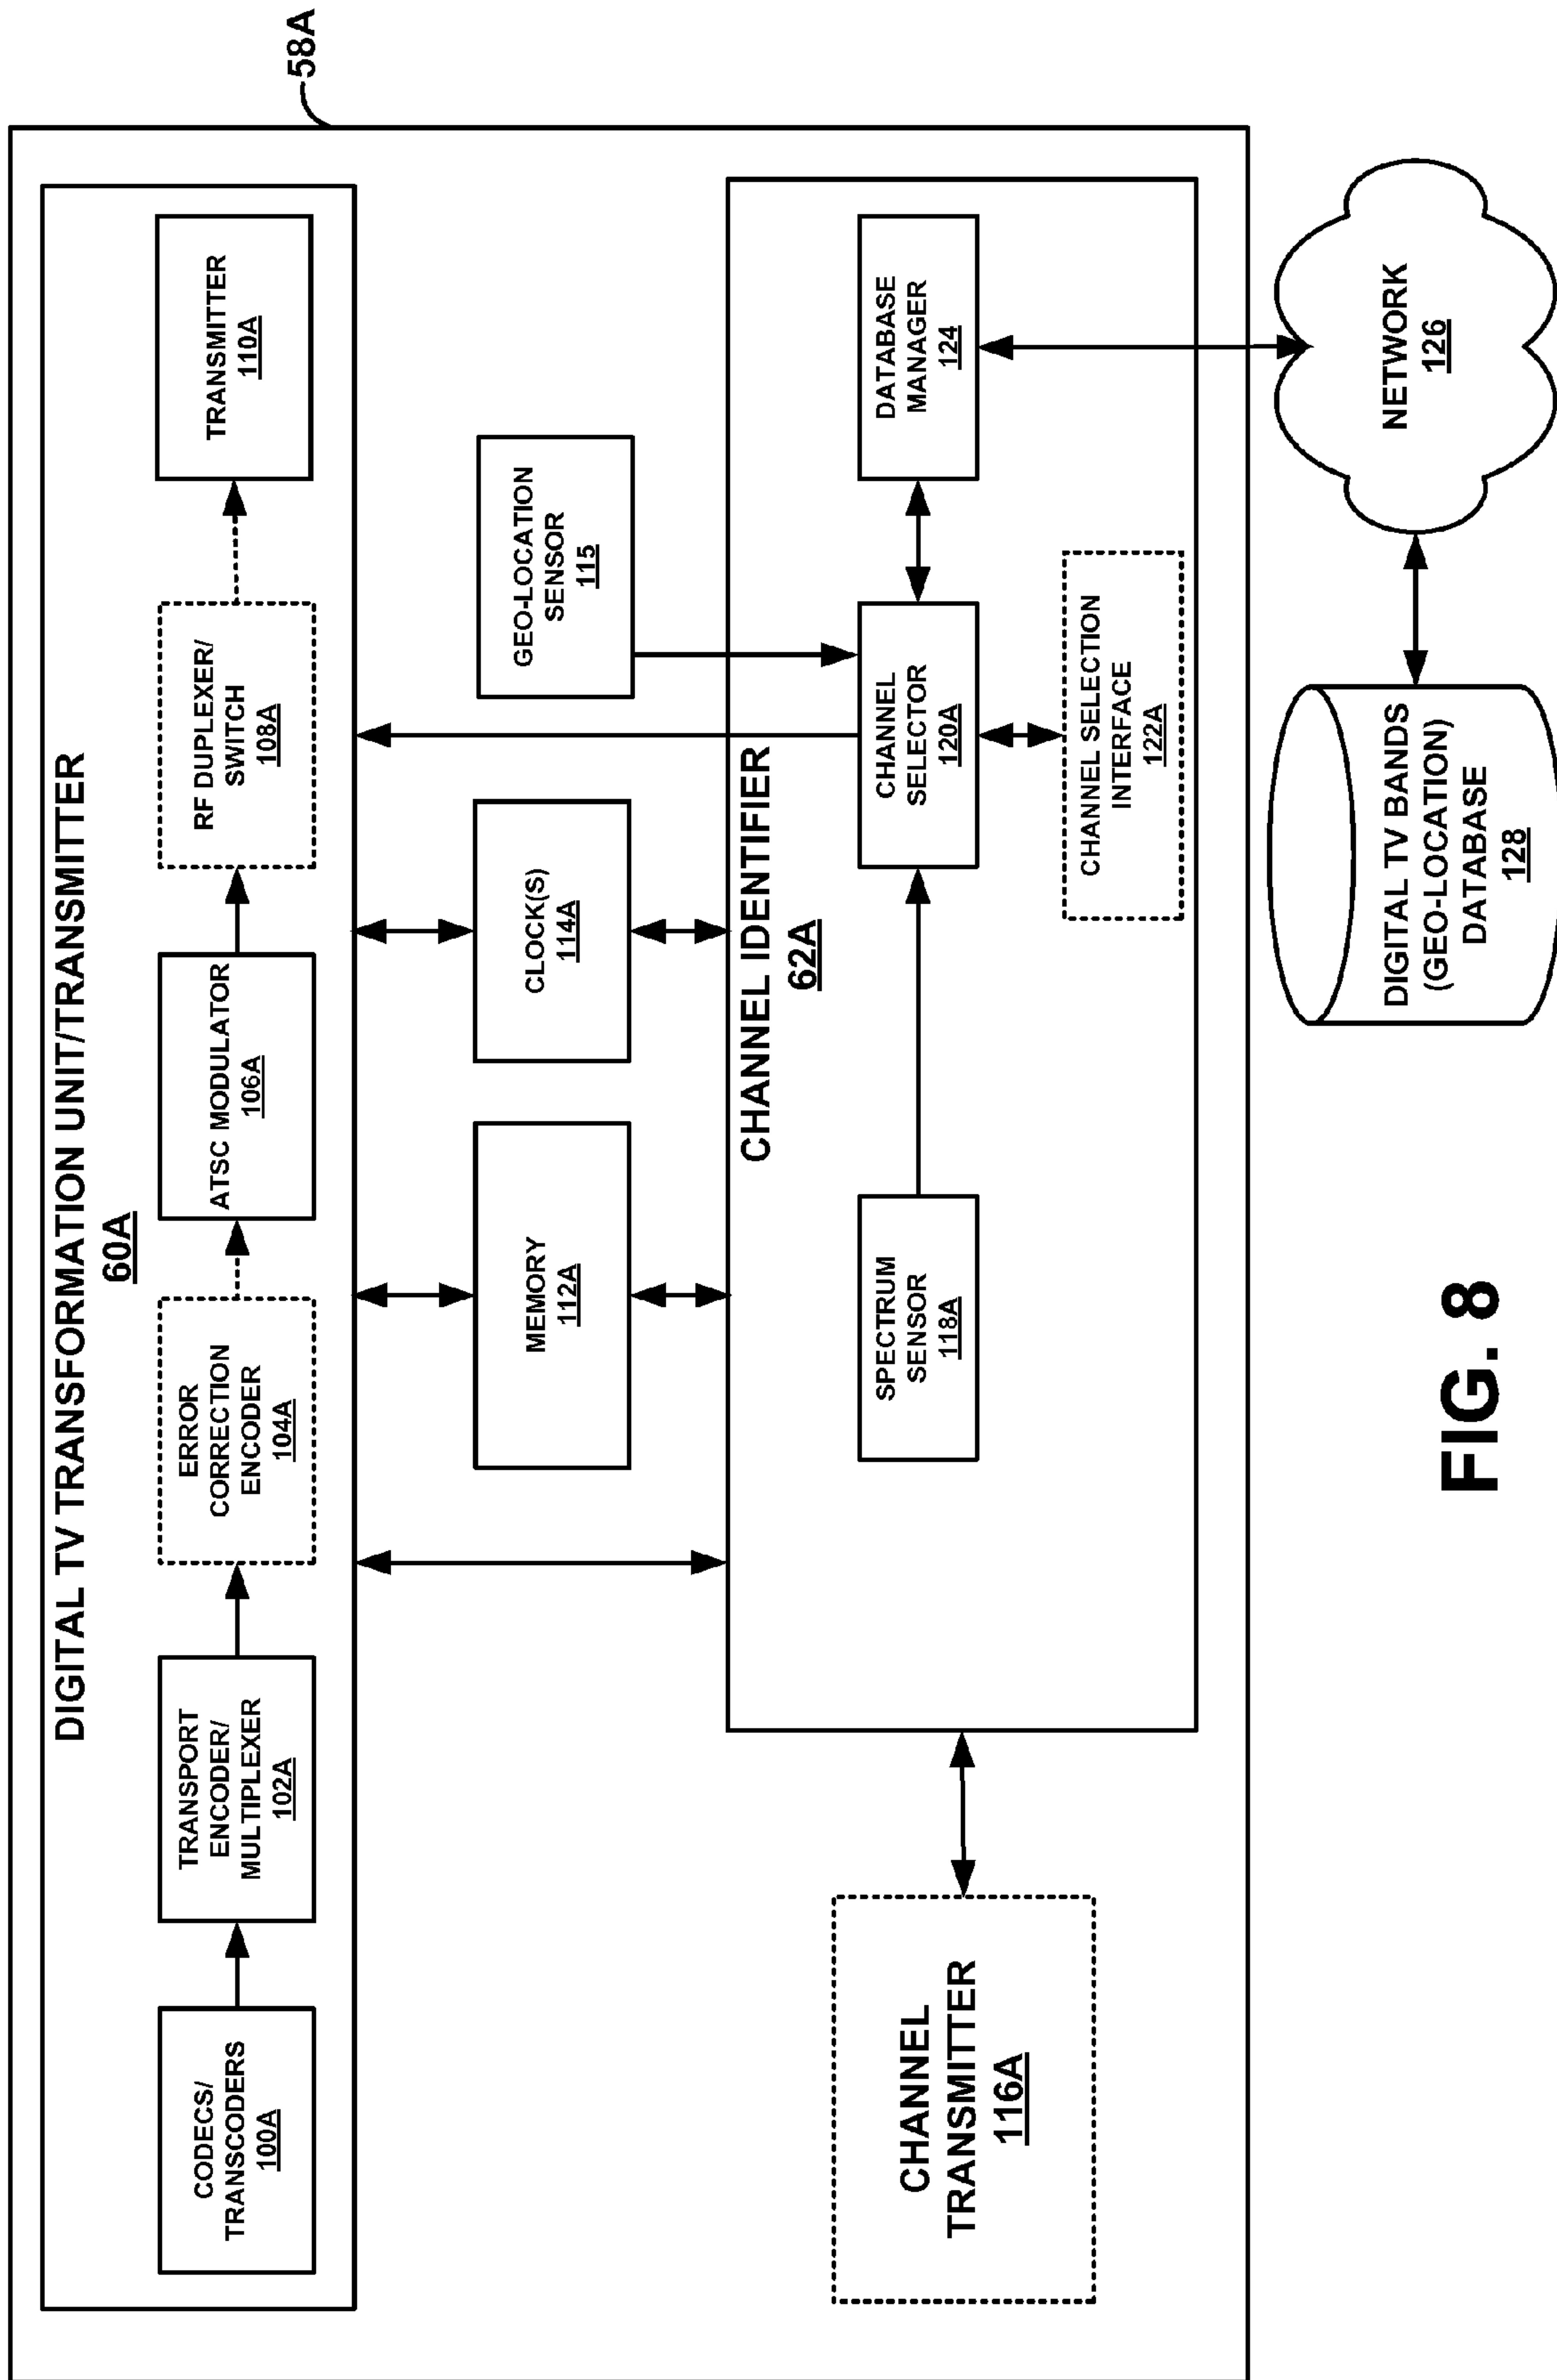 58A
DIGITAL TV TRANSFORMATION UNIT/TRANSMITTER
60A
CODECS/
TRANSCODERS
100A
TRANSPORT
ENCODER/
MULTIPLEXER
102A
ERROR
CORRECTION
ENCODER
104A
ATSC MODULATOR
106A
RF DUPLEXER/
SWITCH
108A
TRANSMITTER
110A
MEMORY
112A
CLOCK(S)
114A
GEO-LOCATION
SENSOR
115
CHANNEL IDENTIFIER
62A
CHANNEL
TRANSMITTER
116A
SPECTRUM
SENSOR
118A
CHANNEL
SELECTOR
120A
DATABASE
MANAGER
124
CHANNEL SELECTION
INTERFACE
122A
DIGITAL TV BANDS
(GEO-LOCATION)
DATABASE
128
NETWORK
126
FIG. 8